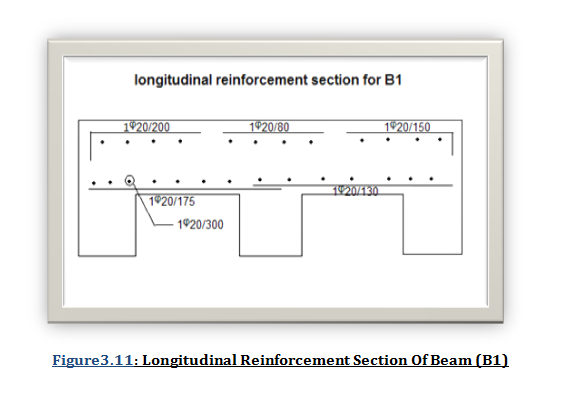 longitudinal reinforcement section for B1
1φ20/200 1φ20/80 1φ20/150
1φ20/130
1φ20/175
1φ20/300
Figure3.11: Longitudinal Reinforcement Section Of Beam (B1)